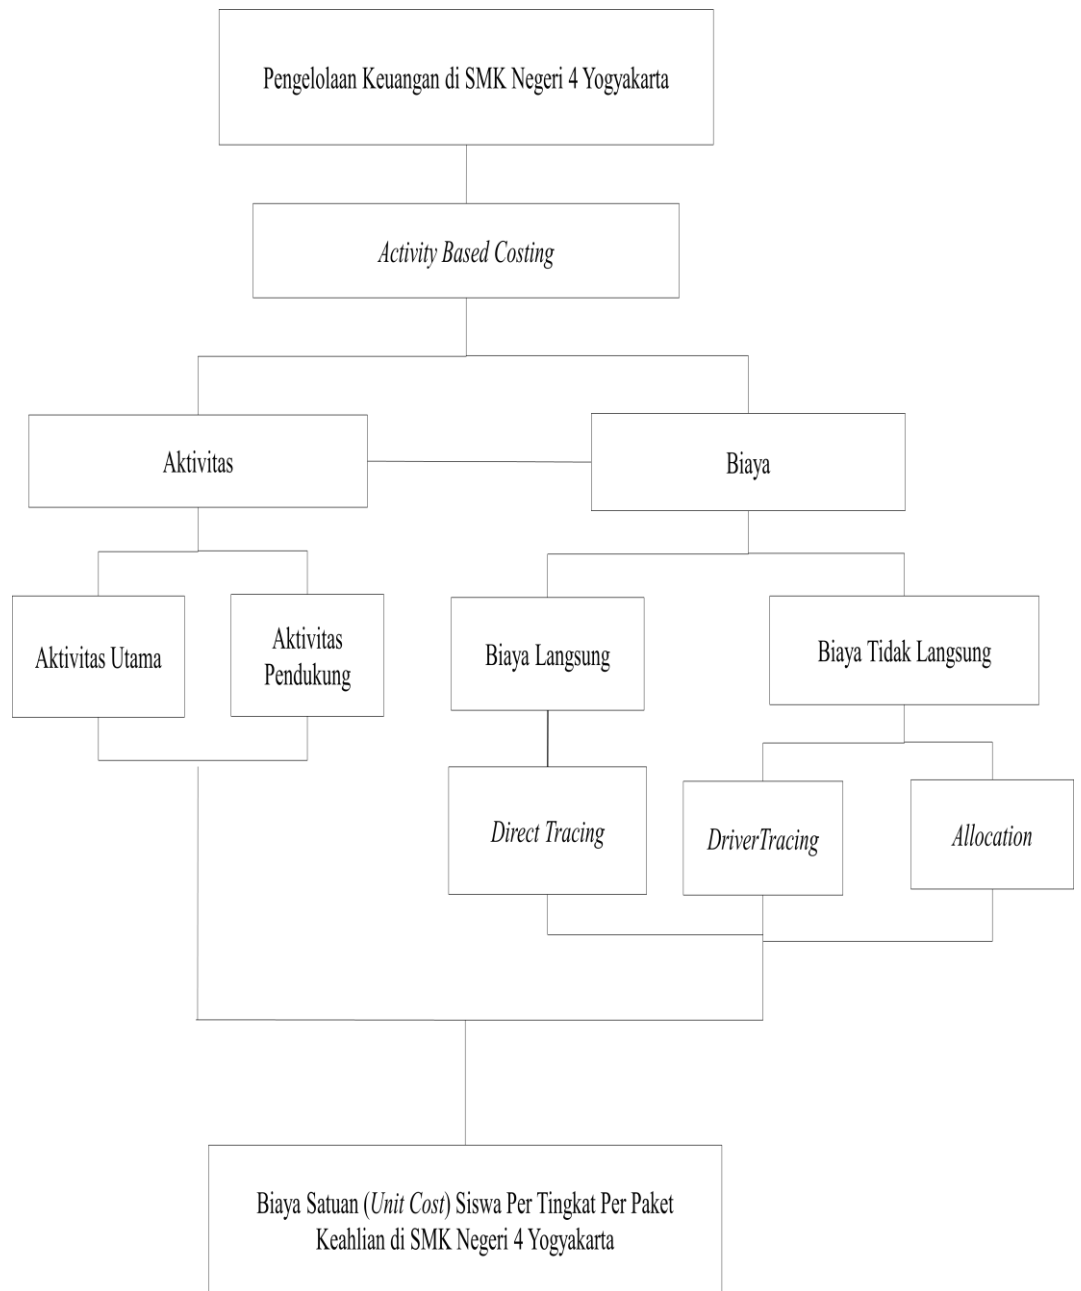 Pengelolaan Keuangan di SMK Negeri 4 Yogyakarta
Activity Based Costing
Aktivitas
Biaya
Aktivitas Utama
Aktivitas
Pendukung
Biaya Langsung
Biaya Tidak Langsung
Direct Tracing
DriverTracing
Allocation
Biaya Satuan (Unit Cost) Siswa Per Tingkat Per Paket
Keahlian di SMK Negeri 4 Yogyakarta